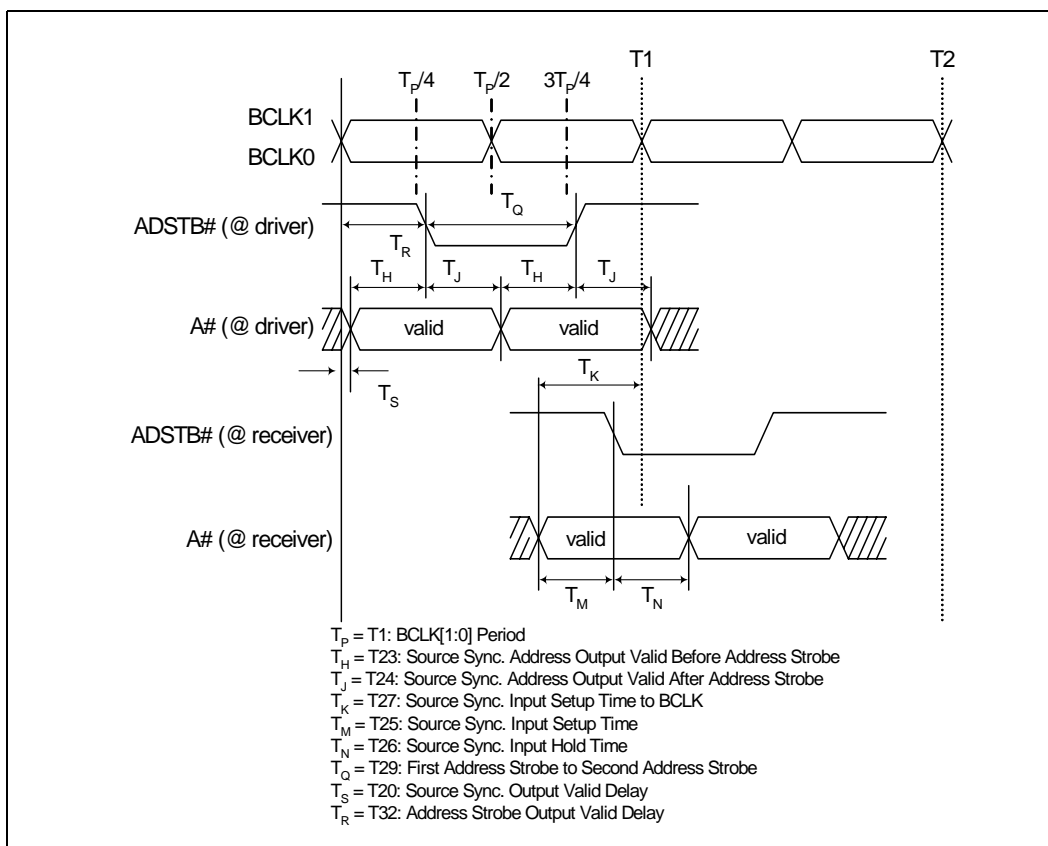 T1 T2
TP/4 TP/2 3TP/4
BCLK1
BCLK0
TQ
ADSTB# (@ driver)
TR
TH TJ TH TJ
A# (@ driver) valid valid
TK
TS
ADSTB# (@ receiver)
A# (@ receiver) valid valid
TM TN
TP = T1: BCLK[1:0] Period
TH = T23: Source Sync. Address Output Valid Before Address Strobe
TJ = T24: Source Sync. Address Output Valid After Address Strobe
TK = T27: Source Sync. Input Setup Time to BCLK
TM = T25: Source Sync. Input Setup Time
TN = T26: Source Sync. Input Hold Time
TQ = T29: First Address Strobe to Second Address Strobe
TS = T20: Source Sync. Output Valid Delay
TR = T32: Address Strobe Output Valid Delay